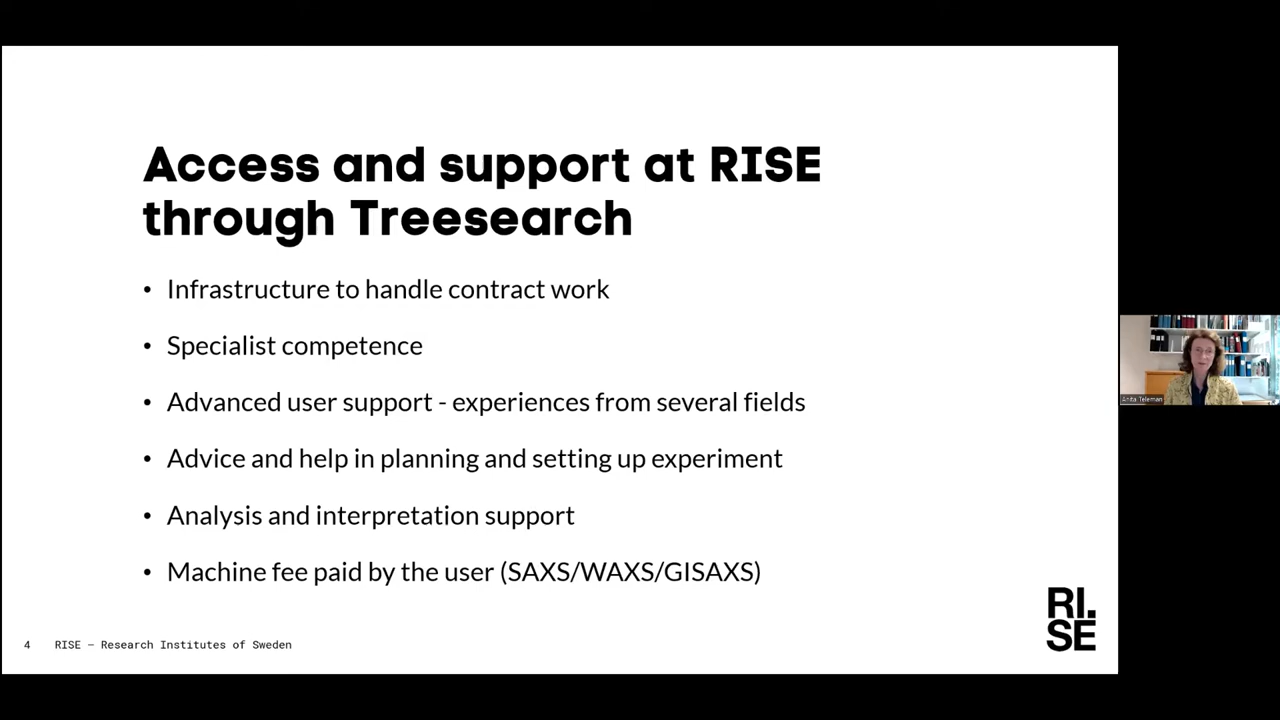 Access and support at RISE
through Treesearch
• Infrastructure to handle contract work
• Specialist competence
• Advanced user support - experiences from several fields
• Advice and help in planning and setting up experiment
• Analysis and interpretation support
• Machine fee paid by the user (SAXS/WAXS/GISAXS)
4 RISE — Research Institutes of Sweden
RI.
SE
Anita Teleman